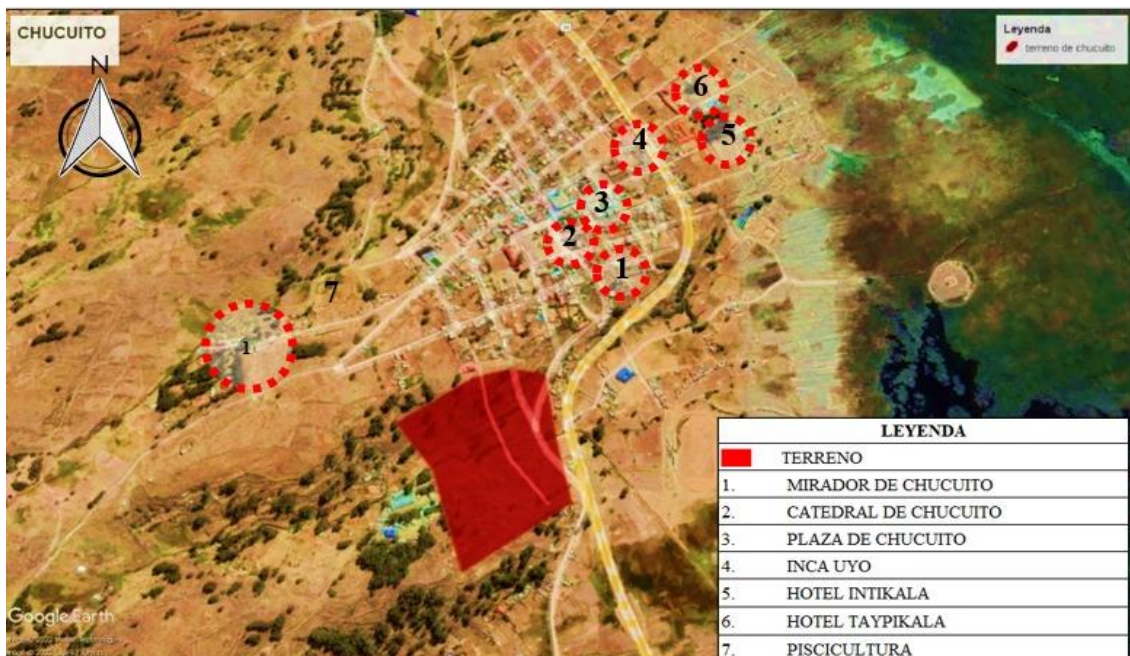 CHUCUITO
N
Leyenda
terreno de chucuito
6
5
4
3
2
1
7
1
Google Earth
LEYENDA
TERRENO
1. MIRADOR DE CHUCUITO
2. CATEDRAL DE CHUCUITO
3. PLAZA DE CHUCUITO
4. INCA UYO
5. HOTEL INTIKALA
6. HOTEL TAYPIKALA
7. PISCICULTURA